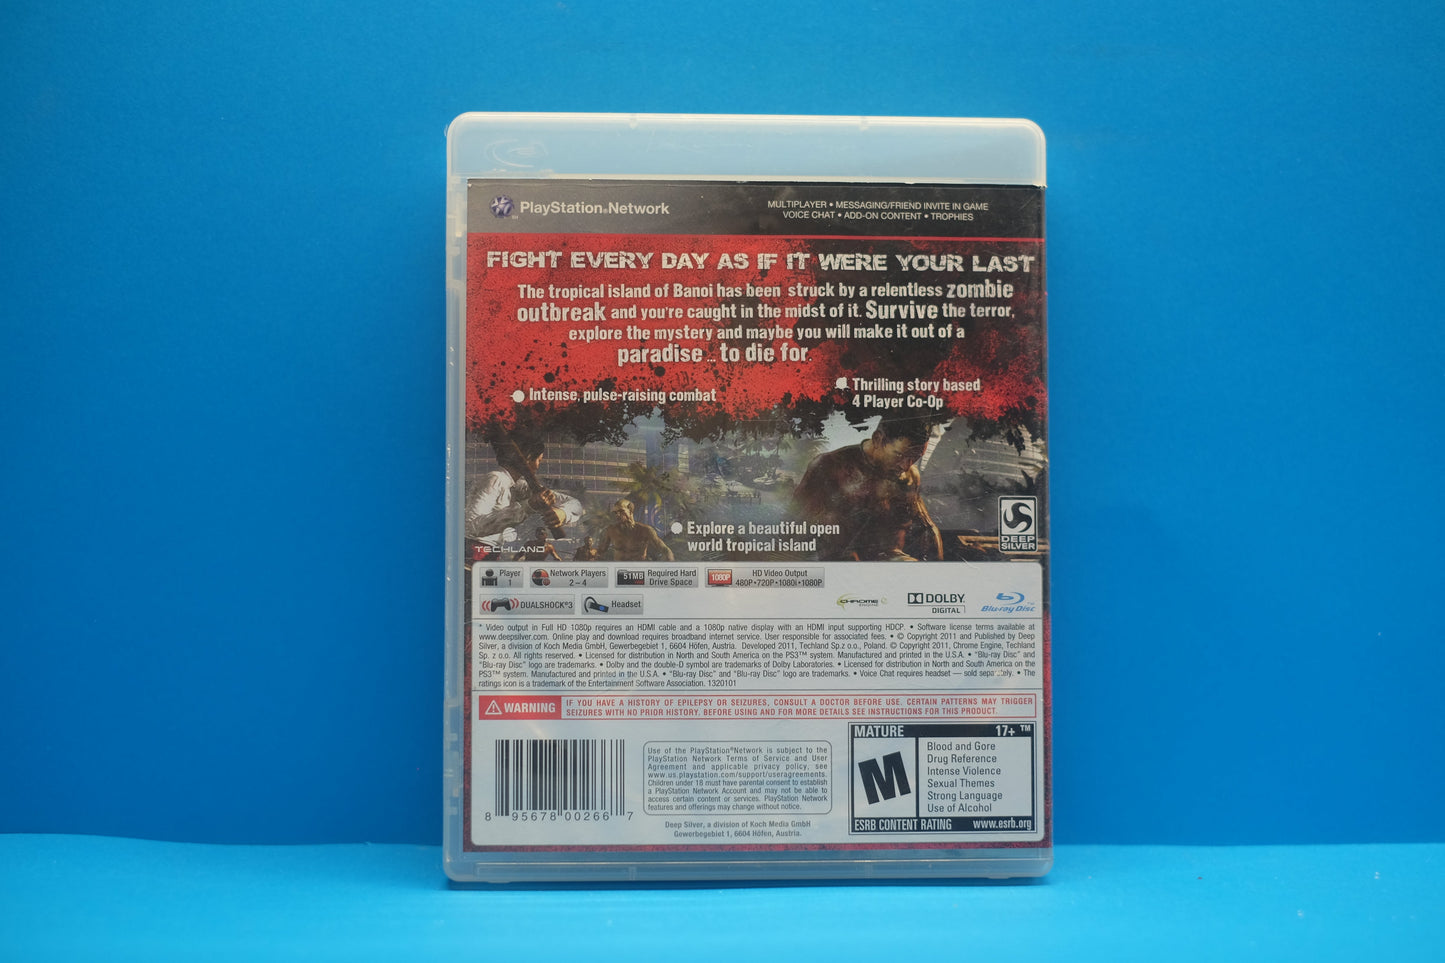 PlayStation®Network
MULTIPLAYER • MESSAGING/FRIEND INVITE IN GAME
VOICE CHAT • ADD-ON CONTENT • TROPHIES
FIGHT EVERY DAY AS IF IT WERE YOUR LAST
The tropical island of Banoi has been struck by a relentless zombie
outbreak and you're caught in the midst of it. Survive the terror,
explore the mystery and maybe you will make it out of a
paradise ... to die for.
Intense, pulse-raising combat
Thrilling story based
4 Player Co-Op
Explore a beautiful open
world tropical island
TECHLAND
DEEP
SILVER
Player
1
Network Players
2–4
51MB
Required Hard
Drive Space
1080P
HD Video Output
480P•720P•1080i•1080P
DUALSHOCK®3
Headset
CHROME
DOLBY
DIGITAL
Blu-ray Disc™
* Video output in Full HD 1080p requires an HDMI cable and a 1080p native display with an HDMI input supporting HDCP. • Software license terms available at
www.deepsilver.com. Online play and download requires broadband internet service. User responsible for associated fees. • © Copyright 2011 and Published by Deep
Silver, a division of Koch Media GmbH, Gewerbegebiet 1, 6604 Höfen, Austria. Developed 2011, Techland Sp.z o.o., Poland. © Copyright 2011, Chrome Engine, Techland
Sp. z o.o. All rights reserved. • Licensed for distribution in North and South America on the PS3™ system. Manufactured and printed in the U.S.A. • "Blu-ray Disc" and
"Blu-ray Disc" logo are trademarks. • Dolby and the double-D symbol are trademarks of Dolby Laboratories. • Licensed for distribution in North and South America on the
PS3™ system. Manufactured and printed in the U.S.A. • "Blu-ray Disc" and "Blu-ray Disc" logo are trademarks. • Voice Chat requires headset — sold separately. • The
ratings icon is a trademark of the Entertainment Software Association. 1320101
WARNING
IF YOU HAVE A HISTORY OF EPILEPSY OR SEIZURES, CONSULT A DOCTOR BEFORE USE. CERTAIN PATTERNS MAY TRIGGER
SEIZURES WITH NO PRIOR HISTORY. BEFORE USING AND FOR MORE DETAILS SEE INSTRUCTIONS FOR THIS PRODUCT.
8 95678 00266 7
Use of the PlayStation®Network is subject to the
PlayStation Network Terms of Service and User
Agreement and applicable privacy policy, see
www.us.playstation.com/support/useragreements.
Children under 18 must have parental consent to establish
a PlayStation Network Account and may not be able to
access certain content or services. PlayStation Network
features and offerings may change without notice.
Deep Silver, a division of Koch Media GmbH
Gewerbegebiet 1, 6604 Höfen, Austria.
MATURE 17+ ™
M
Blood and Gore
Drug Reference
Intense Violence
Sexual Themes
Strong Language
Use of Alcohol
ESRB CONTENT RATING www.esrb.org